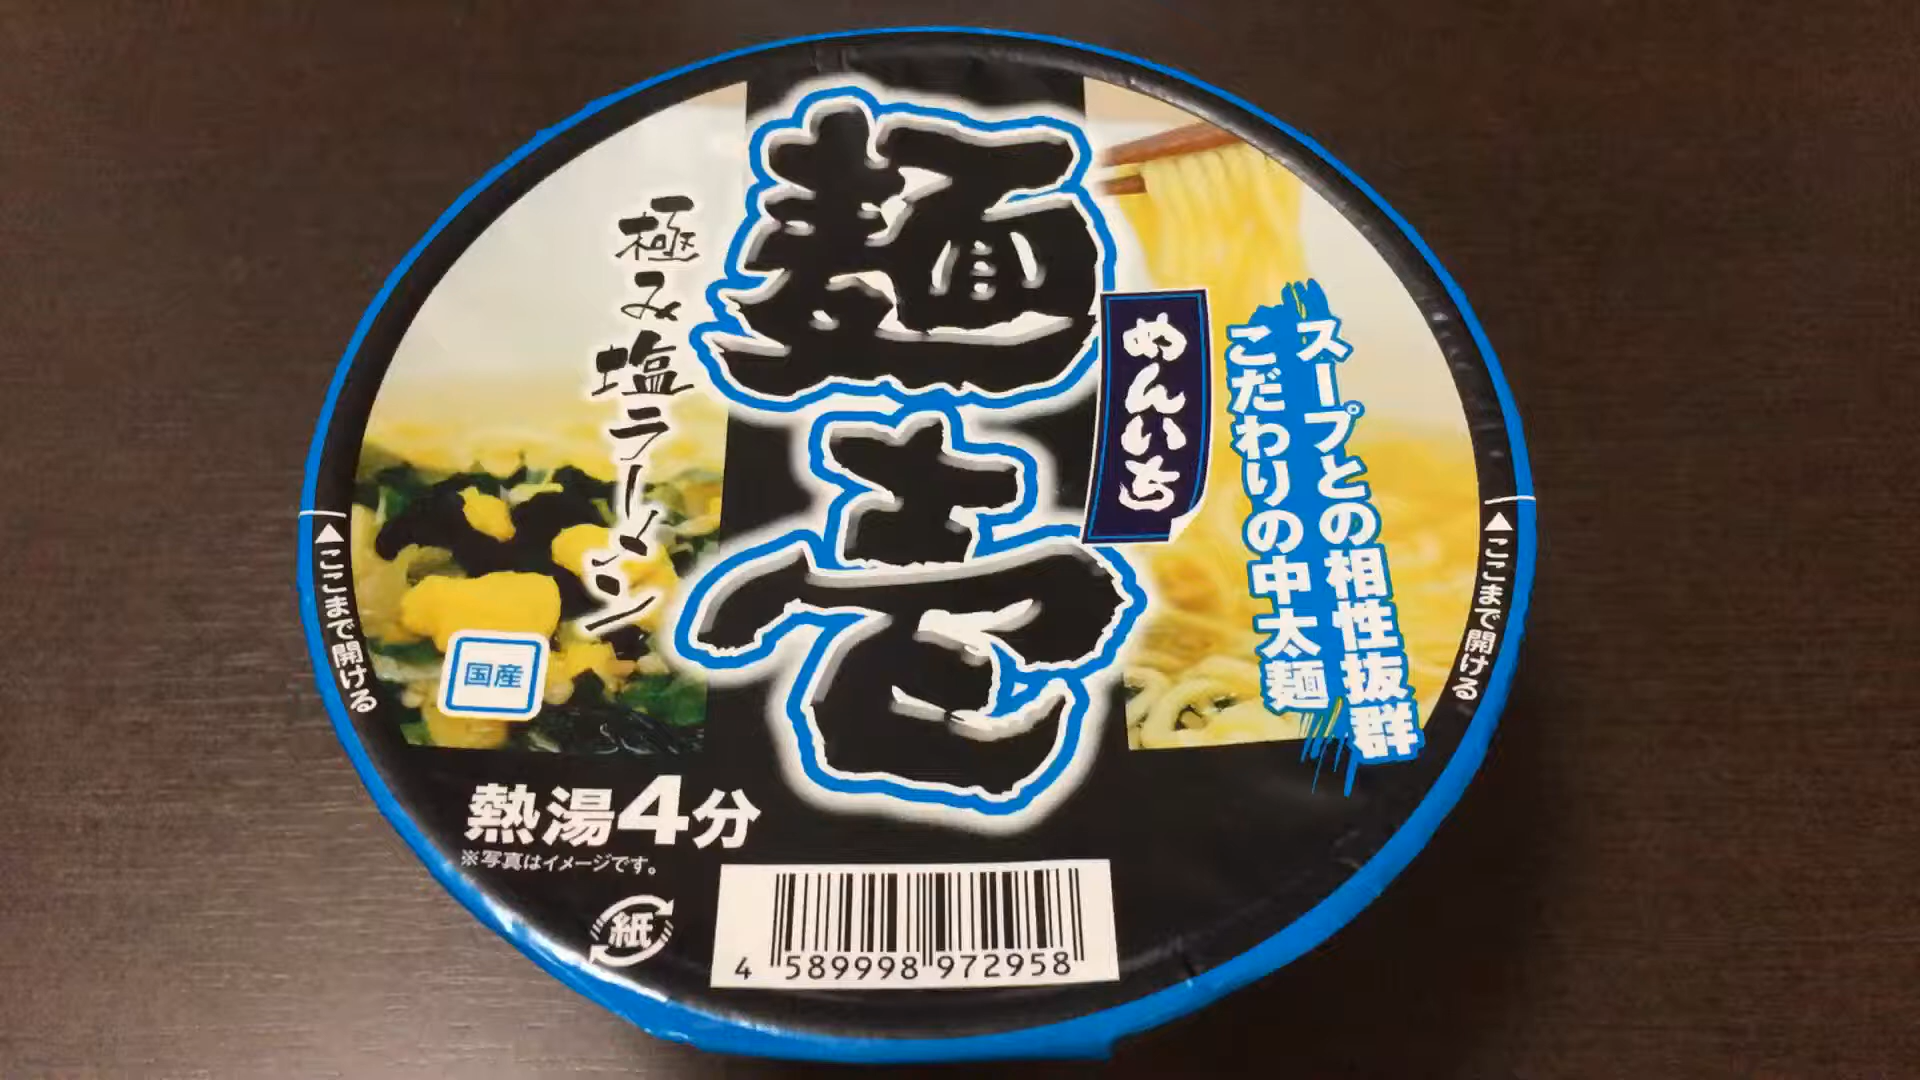 麺壱
めんいち
極み塩ラーメン
スープとの相性抜群
こだわりの中太麺
▲ここまで開ける
▲ここまで開ける
国産
熱湯4分
※写真はイメージです。
紙
4 589998 972958